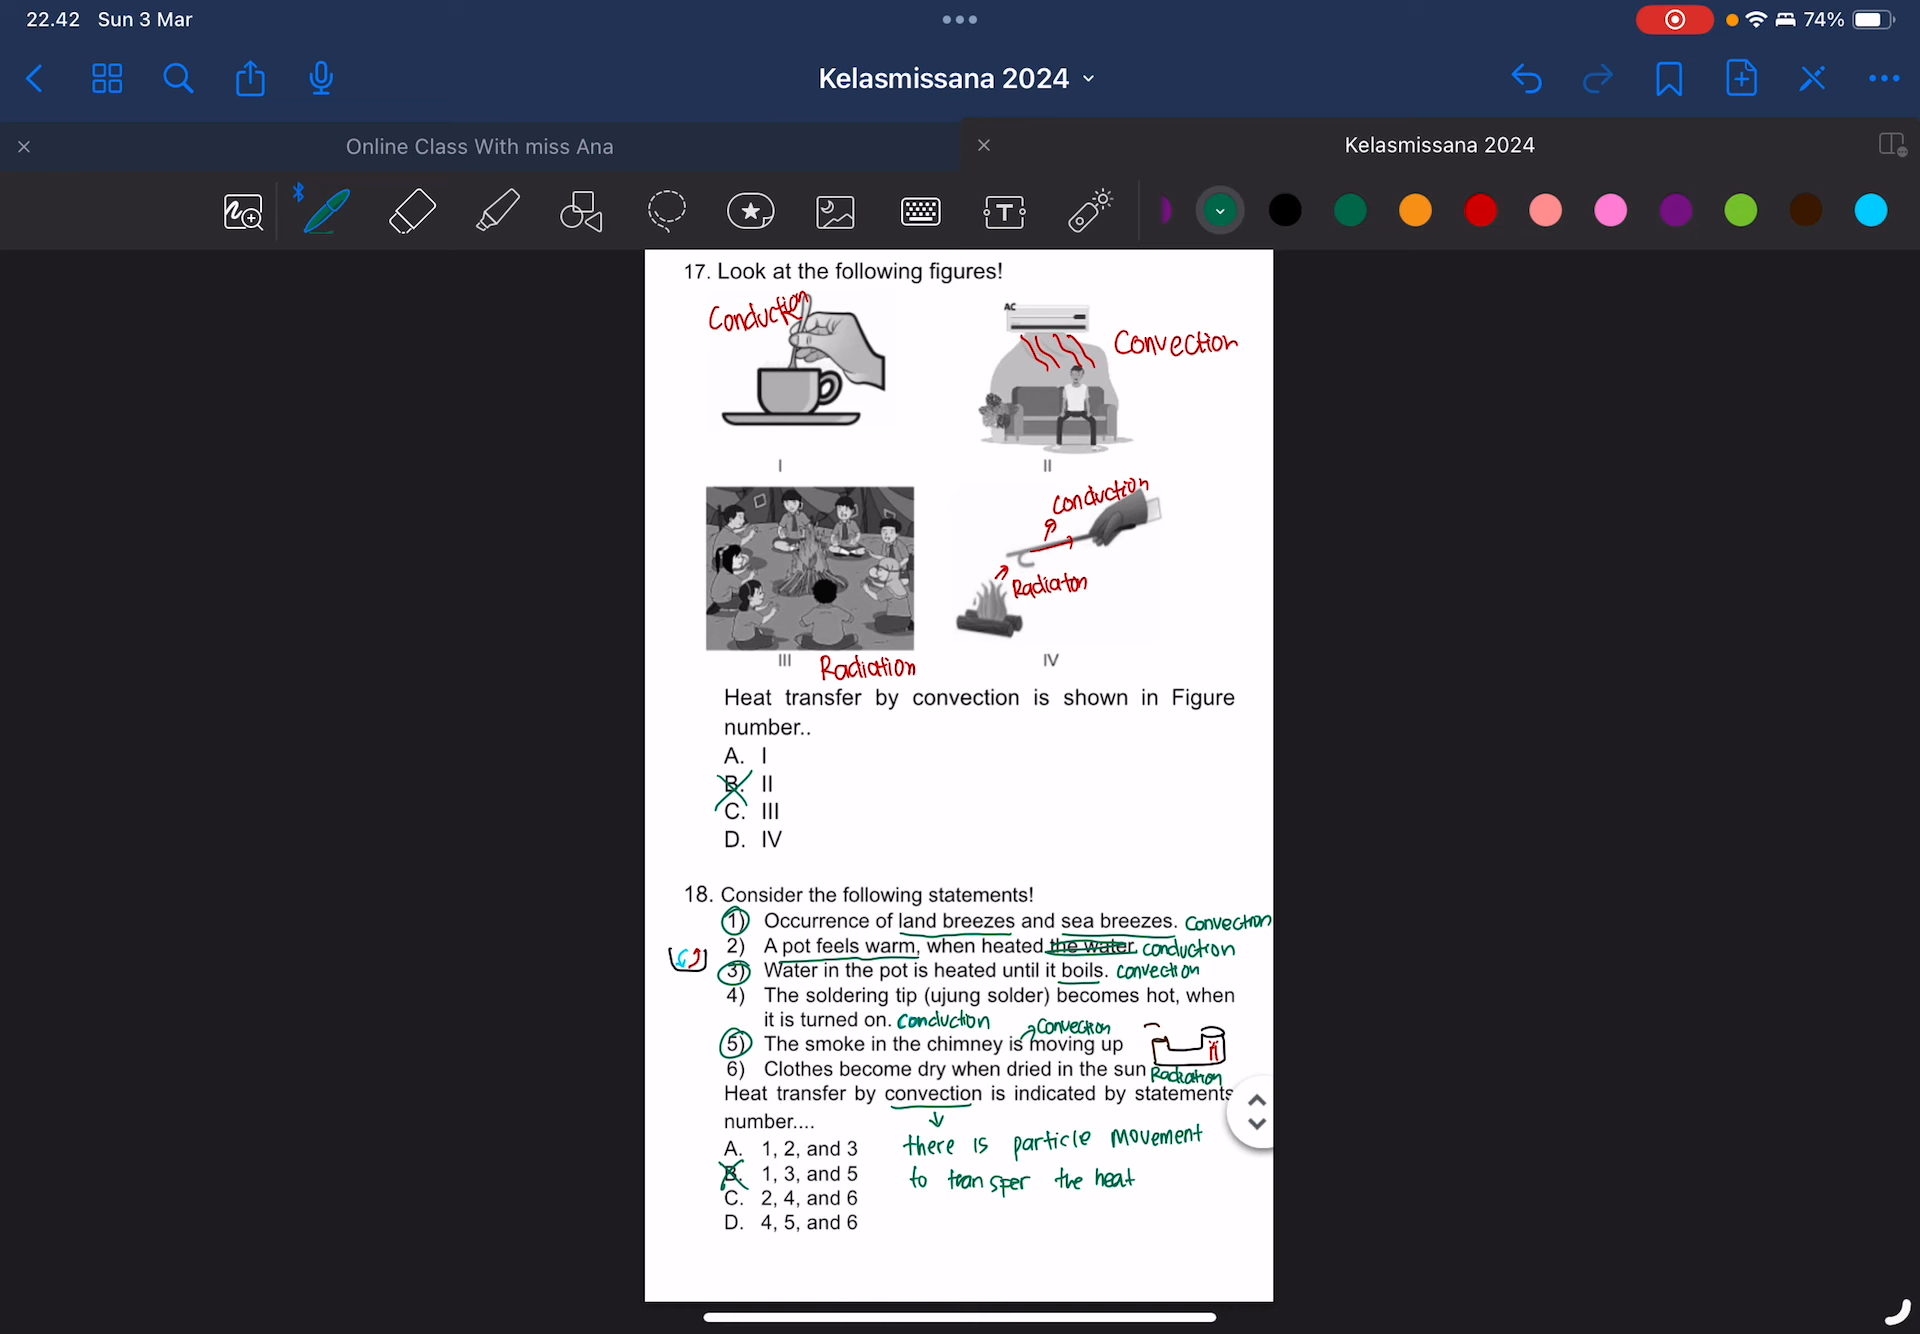 22.42 Sun 3 Mar
74%
Kelasmissana 2024
Online Class With miss Ana
Kelasmissana 2024
17. Look at the following figures!
Conduction
AC
Convection
I
II
Conduction
Radiaton
III
Radiation
IV
Heat transfer by convection is shown in Figure
number..
A. I
B. II
C. III
D. IV
18. Consider the following statements!
1) Occurrence of land breezes and sea breezes. Convection
2) A pot feels warm, when heated the water. conduction
3) Water in the pot is heated until it boils. convection
4) The soldering tip (ujung solder) becomes hot, when
it is turned on. Conduction
Convection
5) The smoke in the chimney is moving up
6) Clothes become dry when dried in the sun Radiation
Heat transfer by convection is indicated by statements
number....
there is particle movement
to transfer the heat
A. 1, 2, and 3
B. 1, 3, and 5
C. 2, 4, and 6
D. 4, 5, and 6